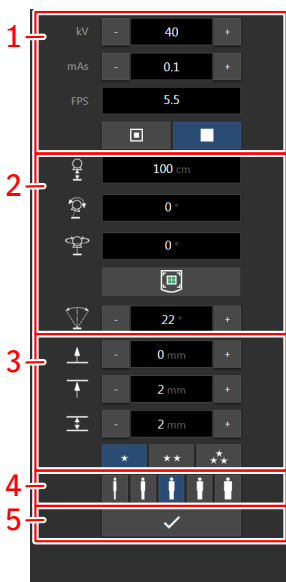 1
kV - 40 +
mAs - 0.1 +
FPS 5.5
2
100 cm
0 °
0 °
- 22 ° +
3
- 0 mm +
- 2 mm +
- 2 mm +
4
5